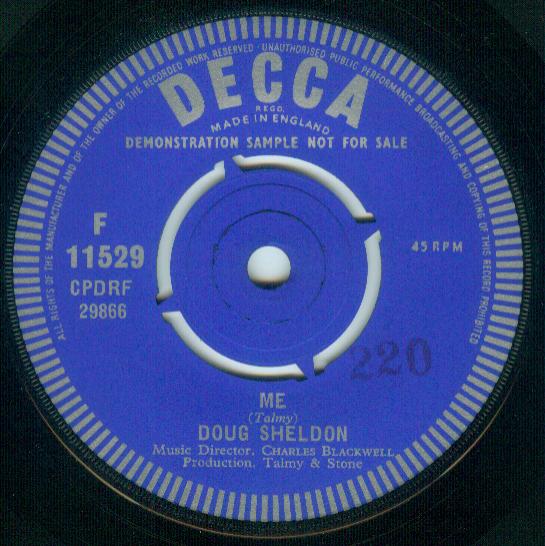 ALL RIGHTS OF THE MANUFACTURER AND OF THE OWNER OF THE RECORDED WORK RESERVED · UNAUTHORISED PUBLIC PERFORMANCE BROADCASTING AND COPYING OF THIS RECORD PROHIBITED
DECCA
REGD.
MADE IN ENGLAND
DEMONSTRATION SAMPLE NOT FOR SALE
F
11529
CPDRF
29866
45 RPM
220
ME
(Talmy)
DOUG SHELDON
Music Director, CHARLES BLACKWELL
Production, Talmy & Stone